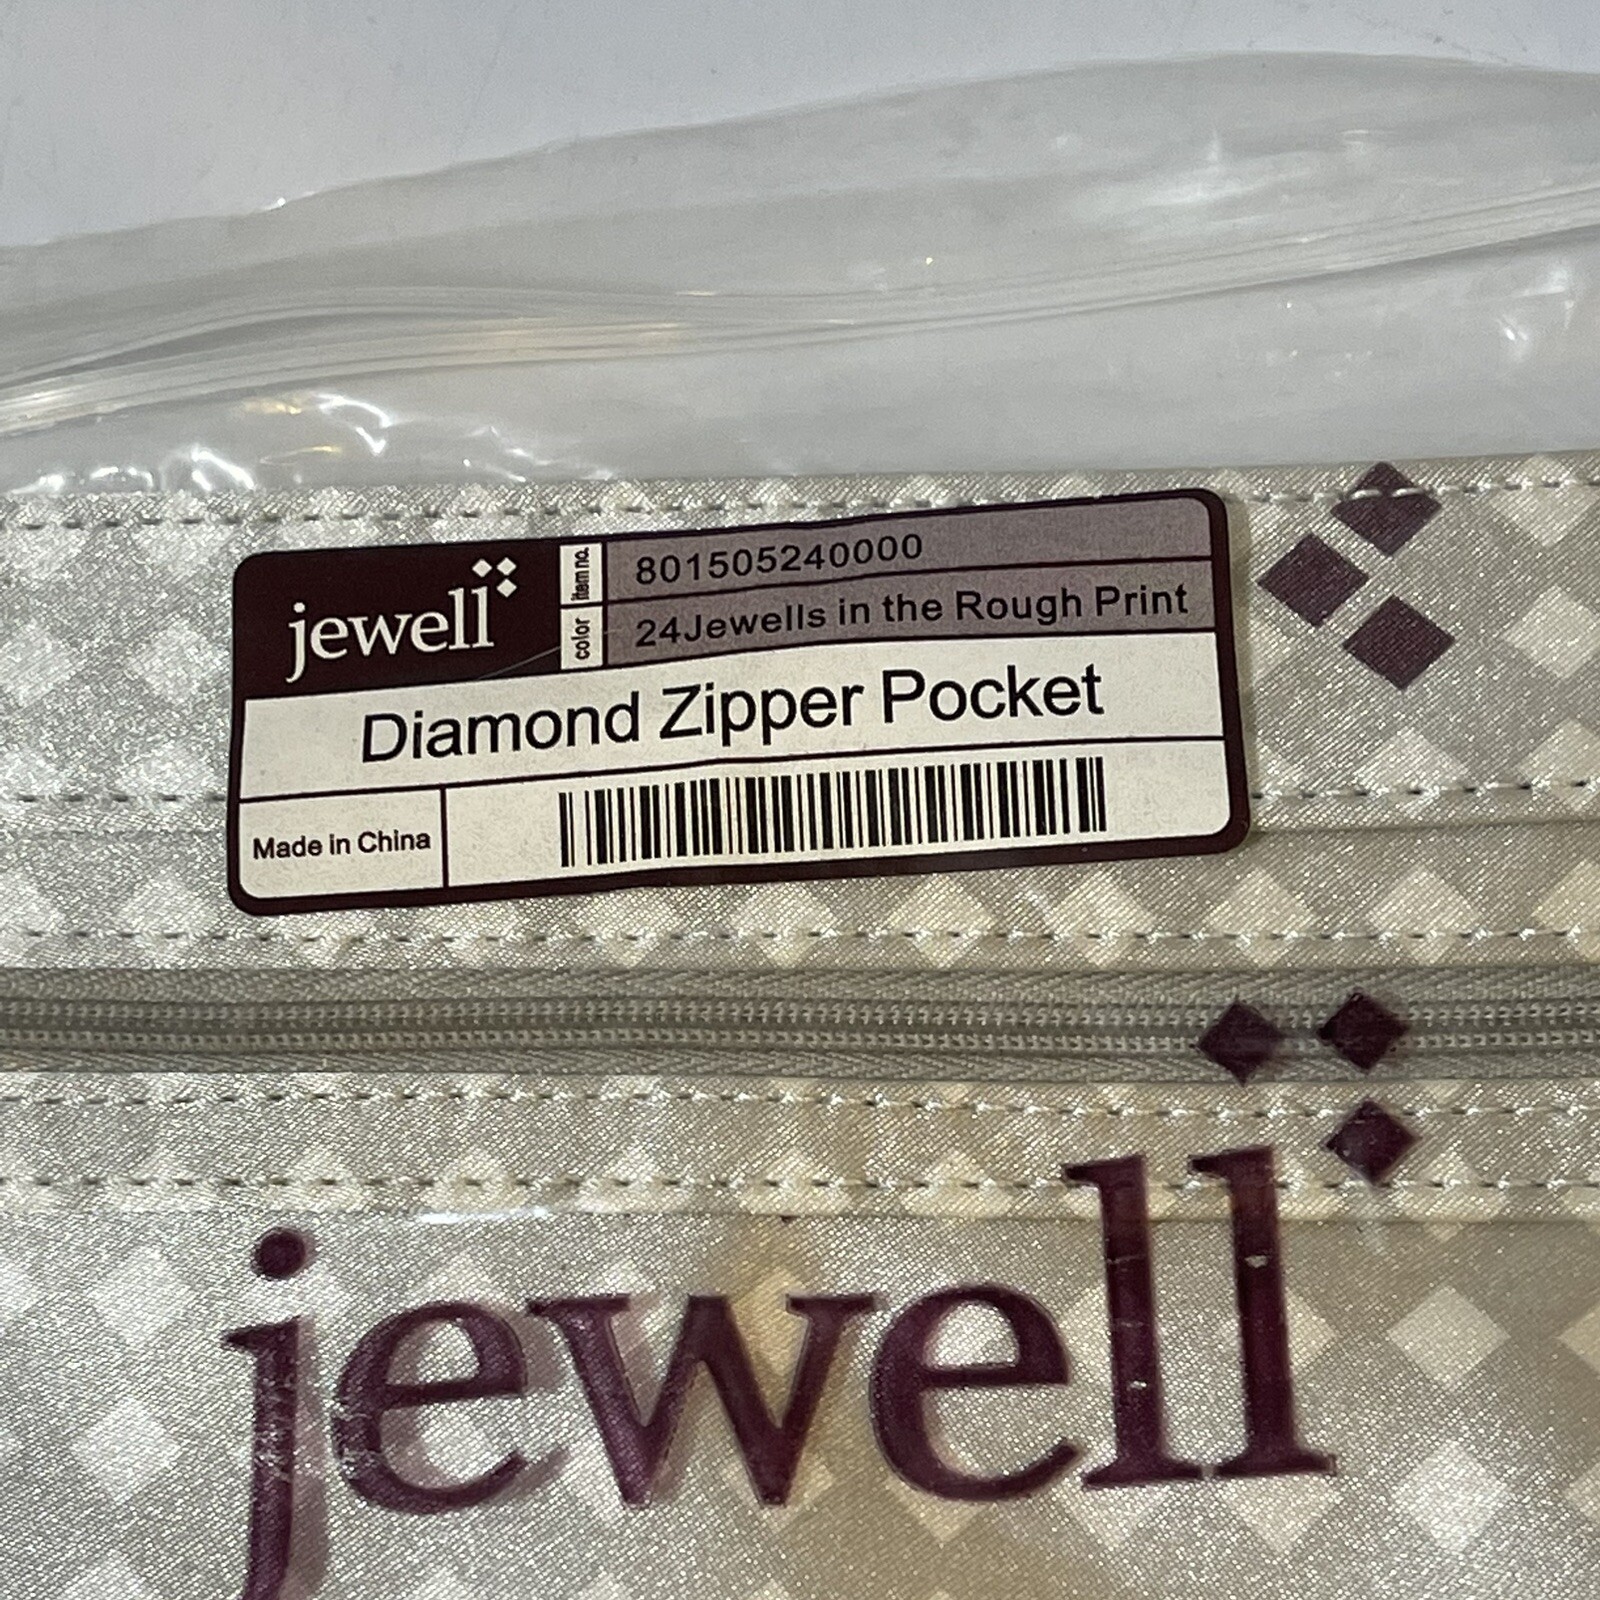 jewell
item no. 801505240000
color 24Jewells in the Rough Print
Diamond Zipper Pocket
Made in China
jewell